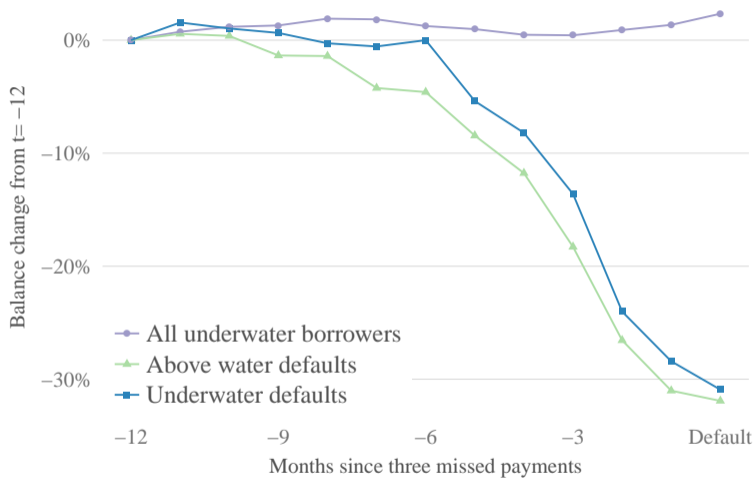 0%
−10%
−20%
−30%
Balance change from t= −12
All underwater borrowers
Above water defaults
Underwater defaults
−12 −9 −6 −3 Default
Months since three missed payments